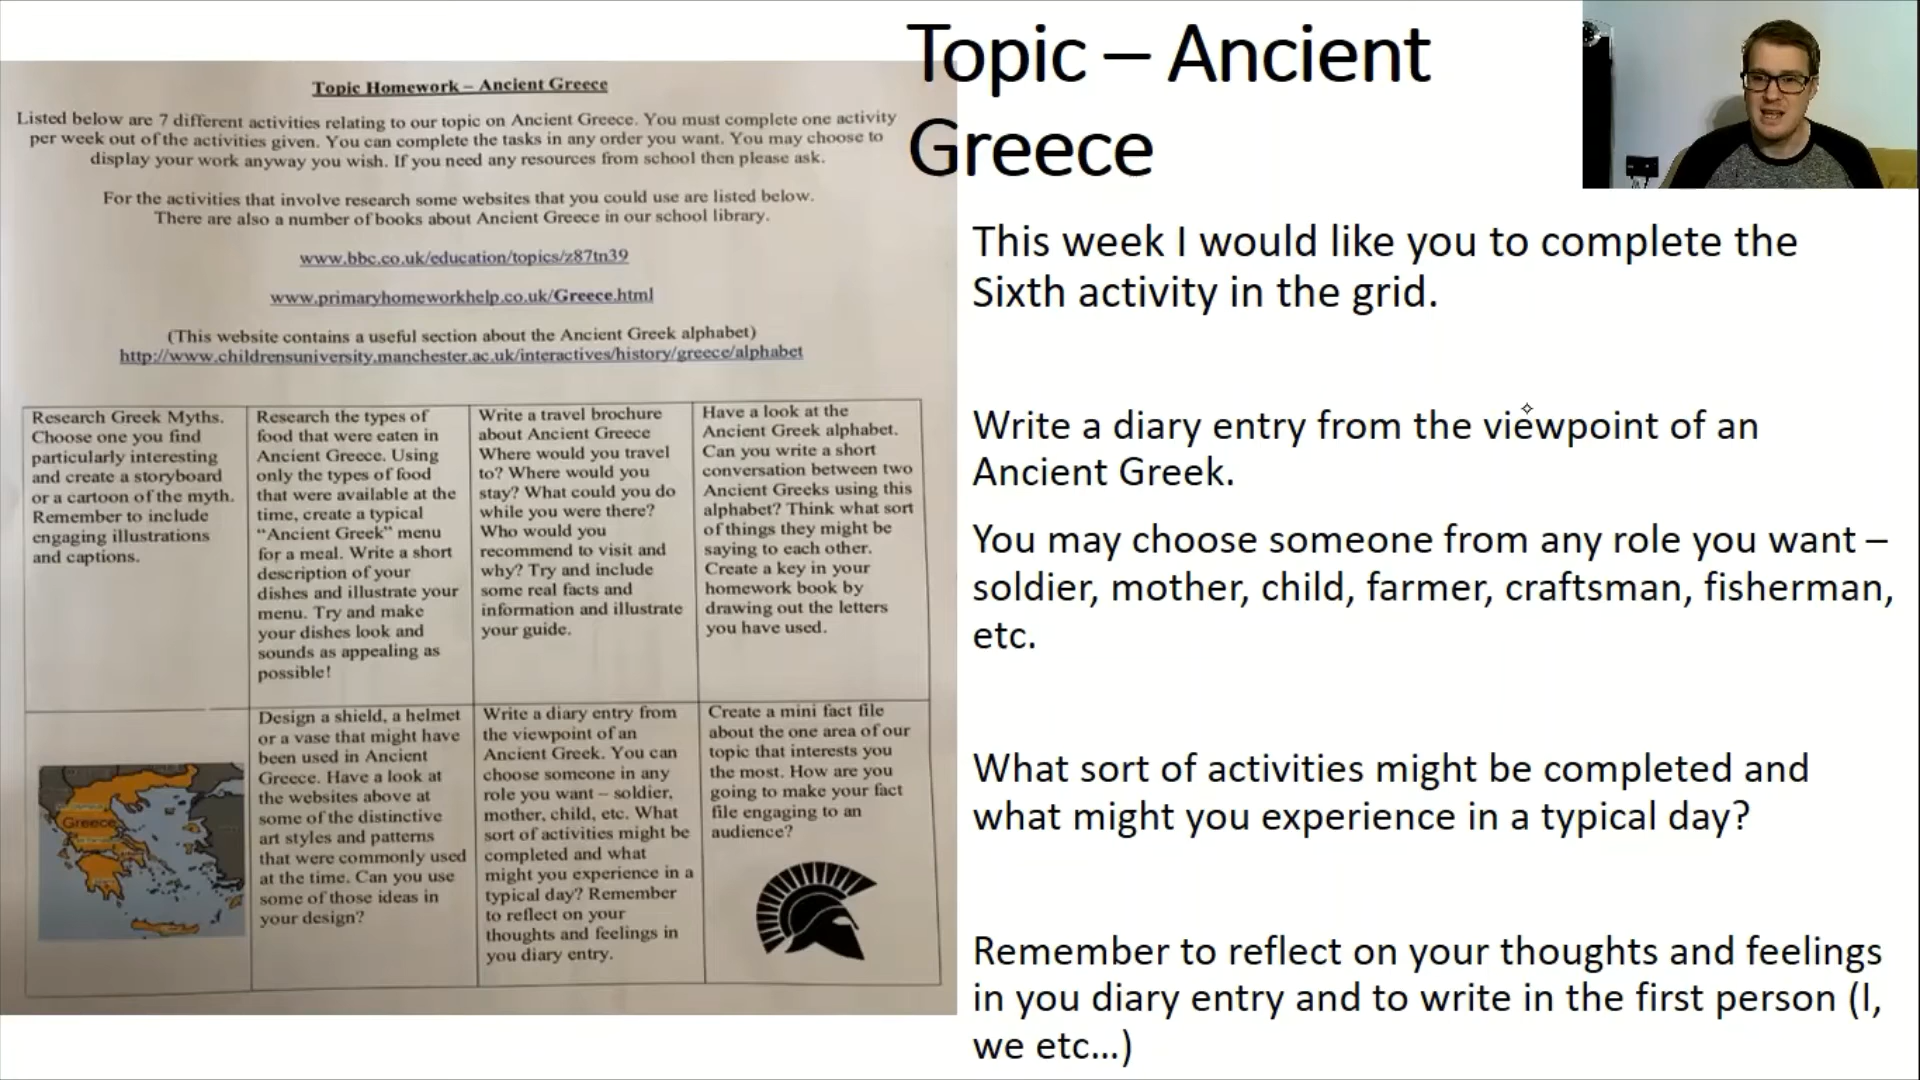 Topic – Ancient
Greece
Topic Homework – Ancient Greece
Listed below are 7 different activities relating to our topic on Ancient Greece. You must complete one activity
per week out of the activities given. You can complete the tasks in any order you want. You may choose to
display your work anyway you wish. If you need any resources from school then please ask.
For the activities that involve research some websites that you could use are listed below.
There are also a number of books about Ancient Greece in our school library.
www.bbc.co.uk/education/topics/z87tn39
www.primaryhomeworkhelp.co.uk/Greece.html
(This website contains a useful section about the Ancient Greek alphabet)
http://www.childrensuniversity.manchester.ac.uk/interactives/history/greece/alphabet
Research Greek Myths.
Choose one you find
particularly interesting
and create a storyboard
or a cartoon of the myth.
Remember to include
engaging illustrations
and captions.
Research the types of
food that were eaten in
Ancient Greece. Using
only the types of food
that were available at the
time, create a typical
“Ancient Greek” menu
for a meal. Write a short
description of your
dishes and illustrate your
menu. Try and make
your dishes look and
sounds as appealing as
possible!
Write a travel brochure
about Ancient Greece
Where would you travel
to? Where would you
stay? What could you do
while you were there?
Who would you
recommend to visit and
why? Try and include
some real facts and
information and illustrate
your guide.
Have a look at the
Ancient Greek alphabet.
Can you write a short
conversation between two
Ancient Greeks using this
alphabet? Think what sort
of things they might be
saying to each other.
Create a key in your
homework book by
drawing out the letters
you have used.
Greece
Design a shield, a helmet
or a vase that might have
been used in Ancient
Greece. Have a look at
the websites above at
some of the distinctive
art styles and patterns
that were commonly used
at the time. Can you use
some of those ideas in
your design?
Write a diary entry from
the viewpoint of an
Ancient Greek. You can
choose someone in any
role you want – soldier,
mother, child, etc. What
sort of activities might be
completed and what
might you experience in a
typical day? Remember
to reflect on your
thoughts and feelings in
you diary entry.
Create a mini fact file
about the one area of our
topic that interests you
the most. How are you
going to make your fact
file engaging to an
audience?
This week I would like you to complete the
Sixth activity in the grid.
Write a diary entry from the viewpoint of an
Ancient Greek.
You may choose someone from any role you want –
soldier, mother, child, farmer, craftsman, fisherman,
etc.
What sort of activities might be completed and
what might you experience in a typical day?
Remember to reflect on your thoughts and feelings
in you diary entry and to write in the first person (I,
we etc…)